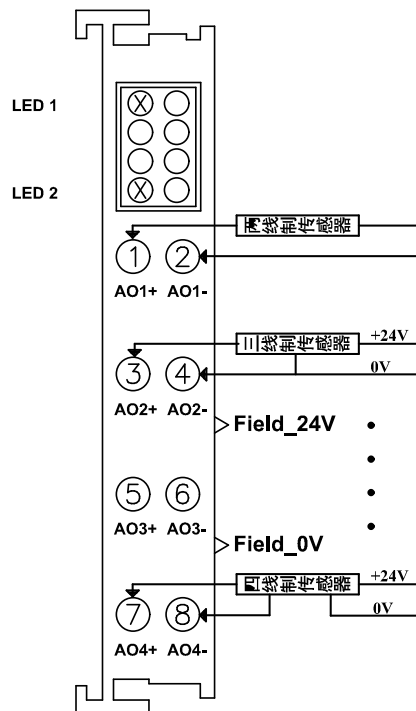 LED 1
LED 2
两线制传感器
① ②
AO1+ AO1-
三线制传感器 +24V
0V
③ ④
AO2+ AO2-
Field_24V
⑤ ⑥
AO3+ AO3-
Field_0V
四线制传感器 +24V
0V
⑦ ⑧
AO4+ AO4-